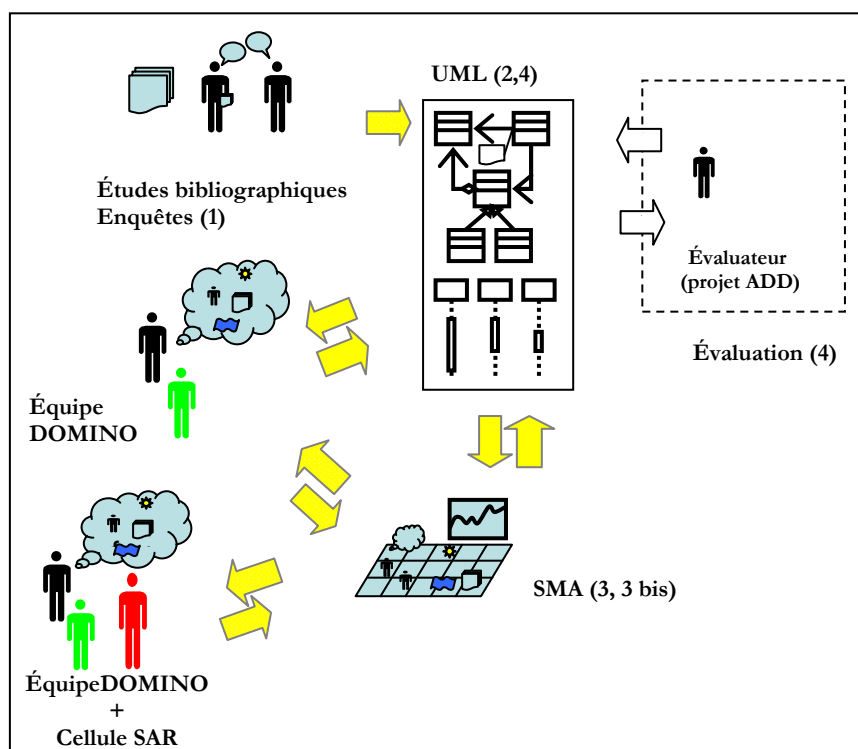 UML (2,4)
Études bibliographiques
Enquêtes (1)
Évaluateur
(projet ADD)
Évaluation (4)
Équipe
DOMINO
SMA (3, 3 bis)
ÉquipeDOMINO
+
Cellule SAR